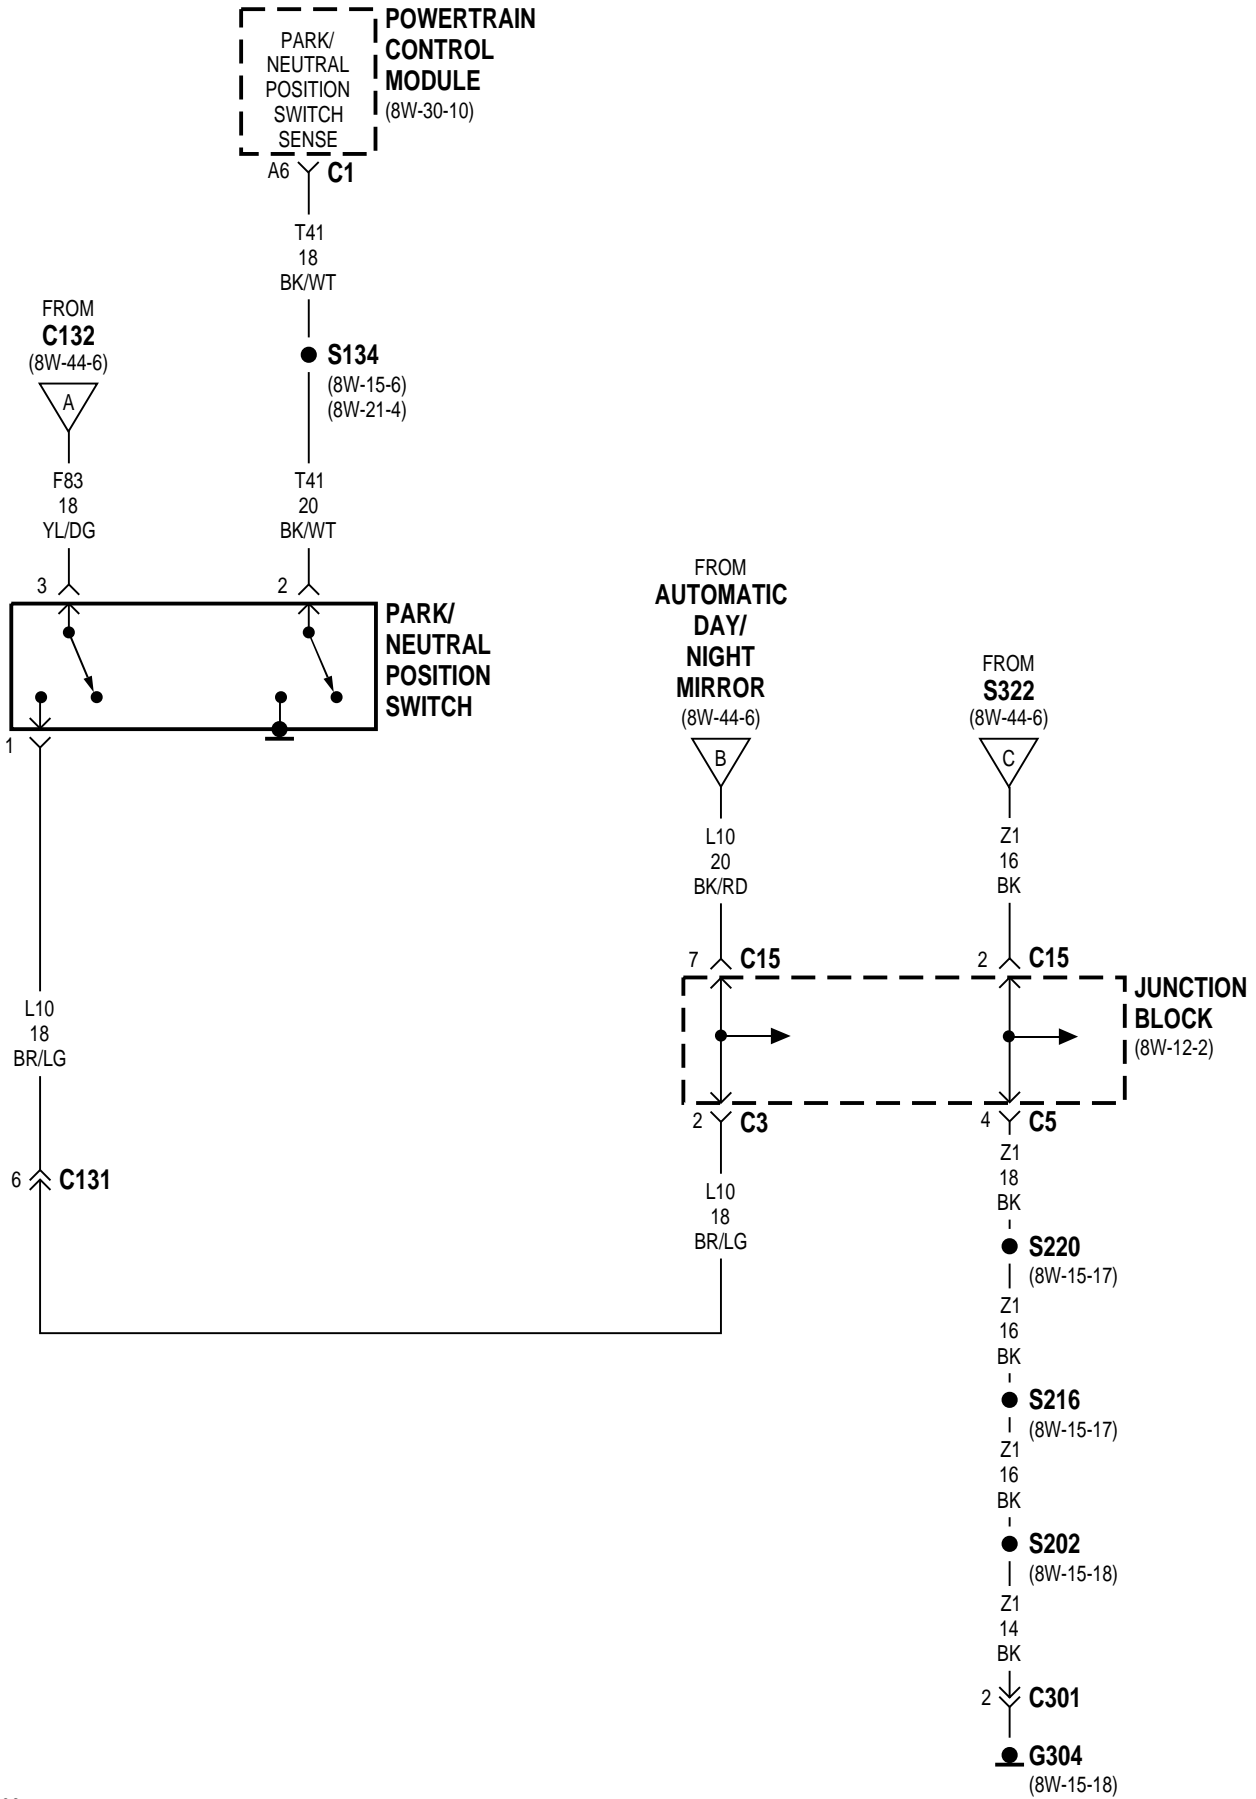 PARK/
NEUTRAL
POSITION
SWITCH
SENSE
POWERTRAIN
CONTROL
MODULE
(8W-30-10)
A6
C1
T41
18
BK/WT
FROM
C132
(8W-44-6)
A
S134
(8W-15-6)
(8W-21-4)
F83
18
YL/DG
T41
20
BK/WT
3
2
PARK/
NEUTRAL
POSITION
SWITCH
1
FROM
AUTOMATIC
DAY/
NIGHT
MIRROR
(8W-44-6)
B
FROM
S322
(8W-44-6)
C
L10
20
BK/RD
Z1
16
BK
7
C15
2
C15
JUNCTION
BLOCK
(8W-12-2)
L10
18
BR/LG
2
C3
4
C5
6
C131
L10
18
BR/LG
Z1
18
BK
S220
(8W-15-17)
Z1
16
BK
S216
(8W-15-17)
Z1
16
BK
S202
(8W-15-18)
Z1
14
BK
2
C301
G304
(8W-15-18)